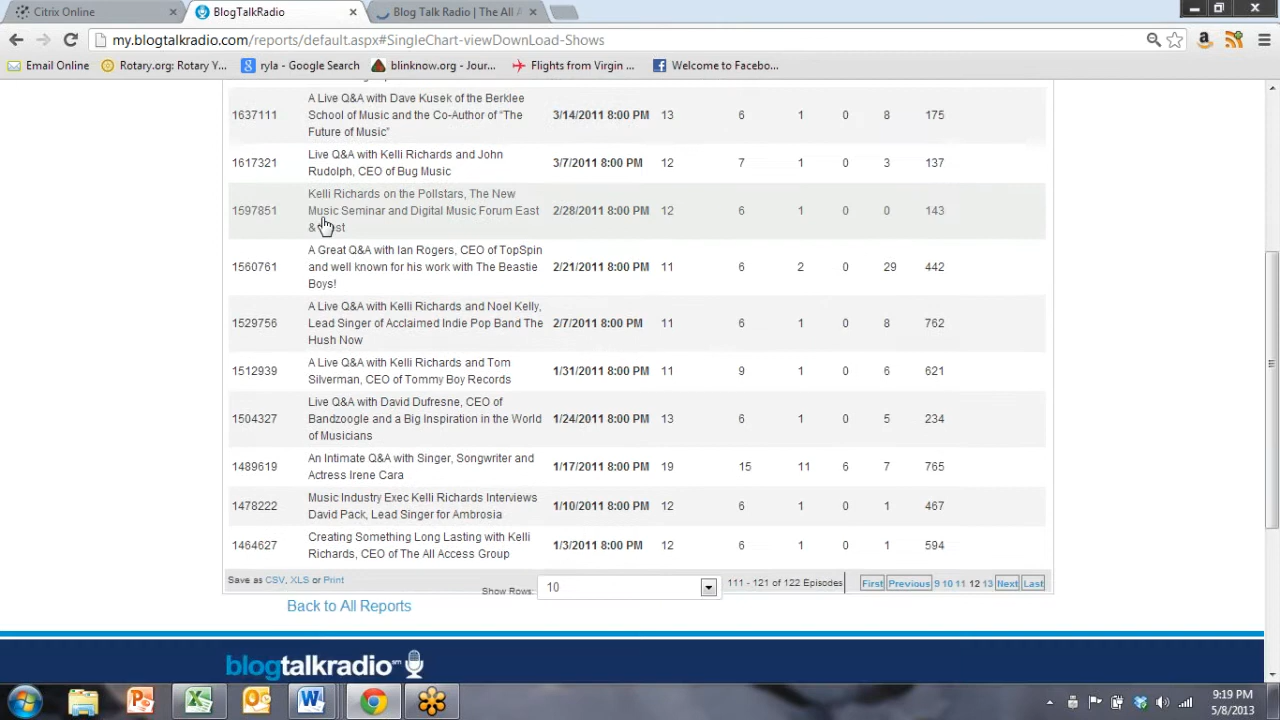 Citrix Online
BlogTalkRadio
Blog Talk Radio | The All A
my.blogtalkradio.com/reports/default.aspx#SingleChart-viewDownLoad-Shows
Email Online
Rotary.org: Rotary Y...
ryla - Google Search
blinknow.org - Jour...
Flights from Virgin ...
Welcome to Facebo...
A Live Q&A with Dave Kusek of the Berklee
1637111 School of Music and the Co-Author of “The 3/14/2011 8:00 PM 13 6 1 0 8 175
Future of Music”
Live Q&A with Kelli Richards and John
1617321 3/7/2011 8:00 PM 12 7 1 0 3 137
Rudolph, CEO of Bug Music
Kelli Richards on the Pollstars, The New
1597851 Music Seminar and Digital Music Forum East 2/28/2011 8:00 PM 12 6 1 0 0 143
&
A Great Q&A with Ian Rogers, CEO of TopSpin
1560761 and well known for his work with The Beastie 2/21/2011 8:00 PM 11 6 2 0 29 442
Boys!
A Live Q&A with Kelli Richards and Noel Kelly,
1529756 Lead Singer of Acclaimed Indie Pop Band The 2/7/2011 8:00 PM 11 6 1 0 8 762
Hush Now
A Live Q&A with Kelli Richards and Tom
1512939 1/31/2011 8:00 PM 11 9 1 0 6 621
Silverman, CEO of Tommy Boy Records
Live Q&A with David Dufresne, CEO of
1504327 Bandzoogle and a Big Inspiration in the World 1/24/2011 8:00 PM 13 6 1 0 5 234
of Musicians
An Intimate Q&A with Singer, Songwriter and
1489619 1/17/2011 8:00 PM 19 15 11 6 7 765
Actress Irene Cara
Music Industry Exec Kelli Richards Interviews
1478222 1/10/2011 8:00 PM 12 6 1 0 1 467
David Pack, Lead Singer for Ambrosia
Creating Something Long Lasting with Kelli
1464627 1/3/2011 8:00 PM 12 6 1 0 1 594
Richards, CEO of The All Access Group
Save as CSV, XLS or Print
Show Rows: 10
111 - 121 of 122 Episodes
First Previous 9 10 11 12 13 Next Last
Back to All Reports
blogtalkradio
9:19 PM
5/8/2013